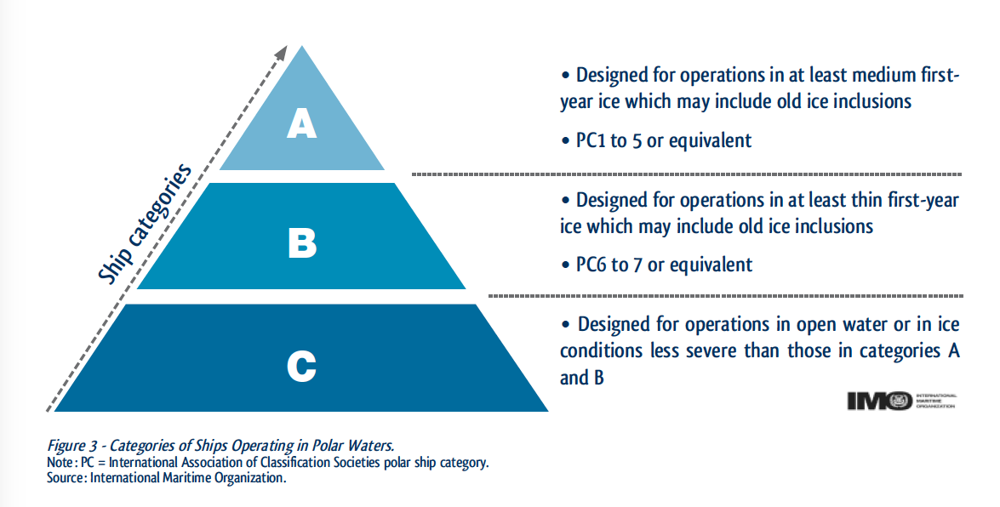 • Designed for operations in at least medium first-
year ice which may include old ice inclusions
• PC1 to 5 or equivalent
A
Ship categories
• Designed for operations in at least thin first-year
ice which may include old ice inclusions
• PC6 to 7 or equivalent
B
• Designed for operations in open water or in ice
conditions less severe than those in categories A
and B
C
IMO
INTERNATIONAL
MARITIME
ORGANIZATION
Figure 3 - Categories of Ships Operating in Polar Waters.
Note: PC = International Association of Classification Societies polar ship category.
Source: International Maritime Organization.